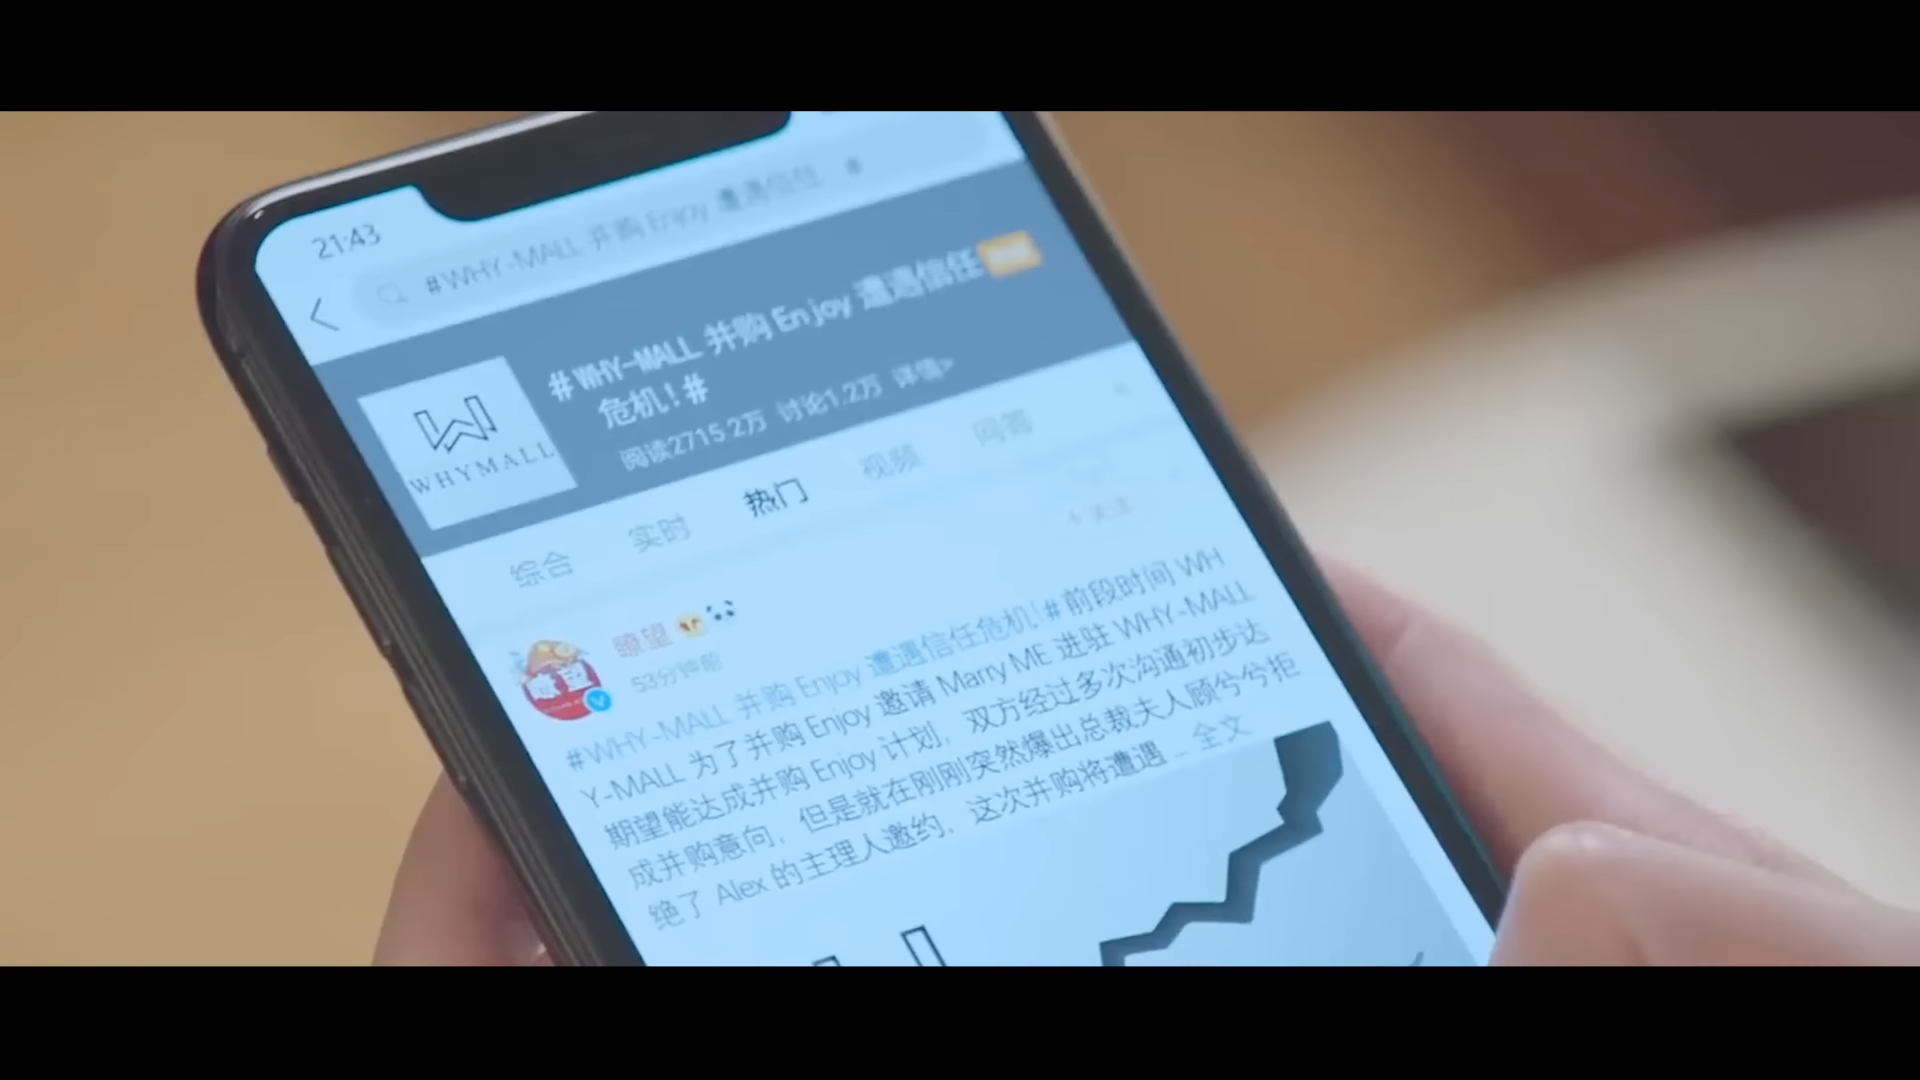 21:43
#WHY-MALL 并购 Enjoy 遭遇信任 #
#WHY-MALL 并购 Enjoy 遭遇信任
危机!#
阅读2715.2万 讨论1.2万 详情>
WHYMALL
综合 实时 热门 视频 问答
瞭望
53分钟前
+关注
#WHY-MALL 并购 Enjoy 遭遇信任危机!#前段时间 WH
Y-MALL 为了并购 Enjoy 邀请 Marry ME 进驻 WHY-MALL
期望能达成并购 Enjoy 计划，双方经过多次沟通初步达
成并购意向，但是就在刚刚突然爆出总裁夫人顾兮兮拒
绝了 Alex 的主理人邀约，这次并购将遭遇 ... 全文